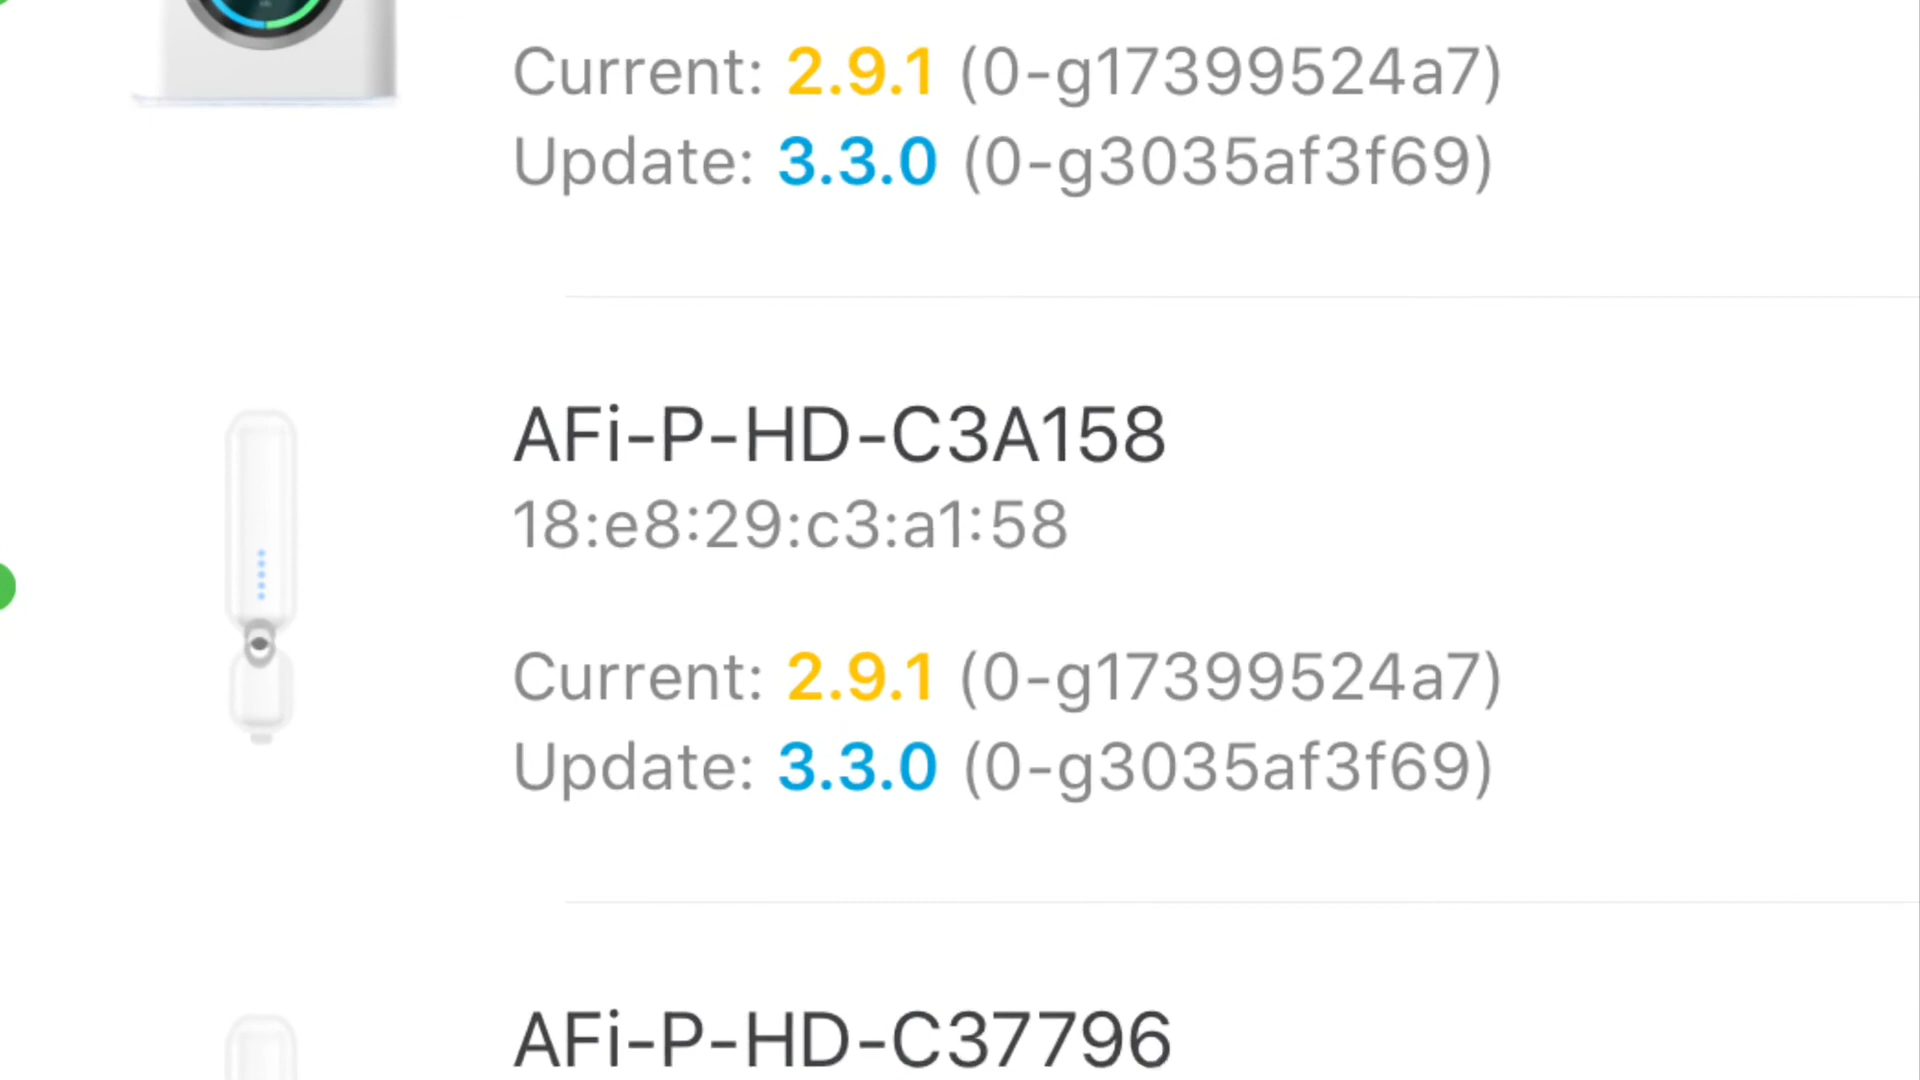 Current: 2.9.1 (0-g17399524a7)
Update: 3.3.0 (0-g3035af3f69)
AFi-P-HD-C3A158
18:e8:29:c3:a1:58
Current: 2.9.1 (0-g17399524a7)
Update: 3.3.0 (0-g3035af3f69)
AFi-P-HD-C37796